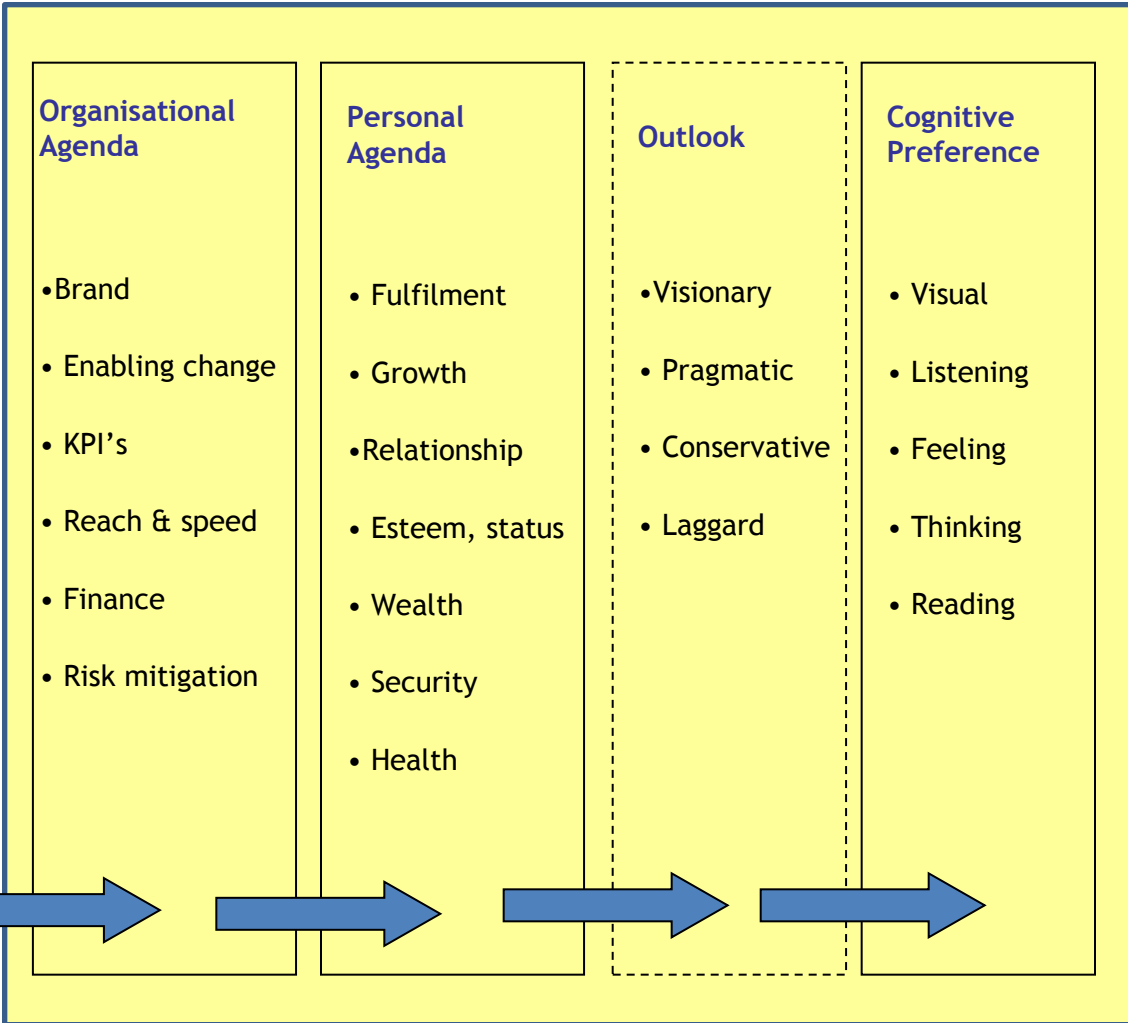 Organisational
Agenda
•Brand
• Enabling change
• KPI’s
• Reach & speed
• Finance
• Risk mitigation
Personal
Agenda
• Fulfilment
• Growth
•Relationship
• Esteem, status
• Wealth
• Security
• Health
Outlook
•Visionary
• Pragmatic
• Conservative
• Laggard
Cognitive
Preference
• Visual
• Listening
• Feeling
• Thinking
• Reading